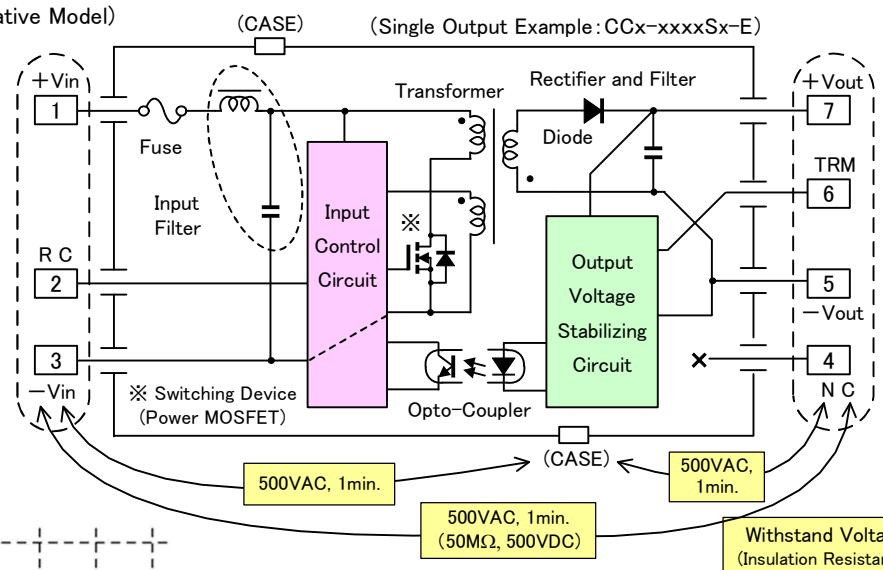 ative Model)
(CASE)
(Single Output Example:CCx-xxxxSx-E)
+Vin
1
Fuse
Input
Filter
R C
2
3
-Vin
Input
Control
Circuit
※
※ Switching Device
(Power MOSFET)
Transformer
Rectifier and Filter
Diode
Opto-Coupler
Output
Voltage
Stabilizing
Circuit
+Vout
7
TRM
6
5
-Vout
4
N C
(CASE)
500VAC, 1min.
500VAC,
1min.
500VAC, 1min.
(50MΩ, 500VDC)
Withstand Volta
(Insulation Resistan